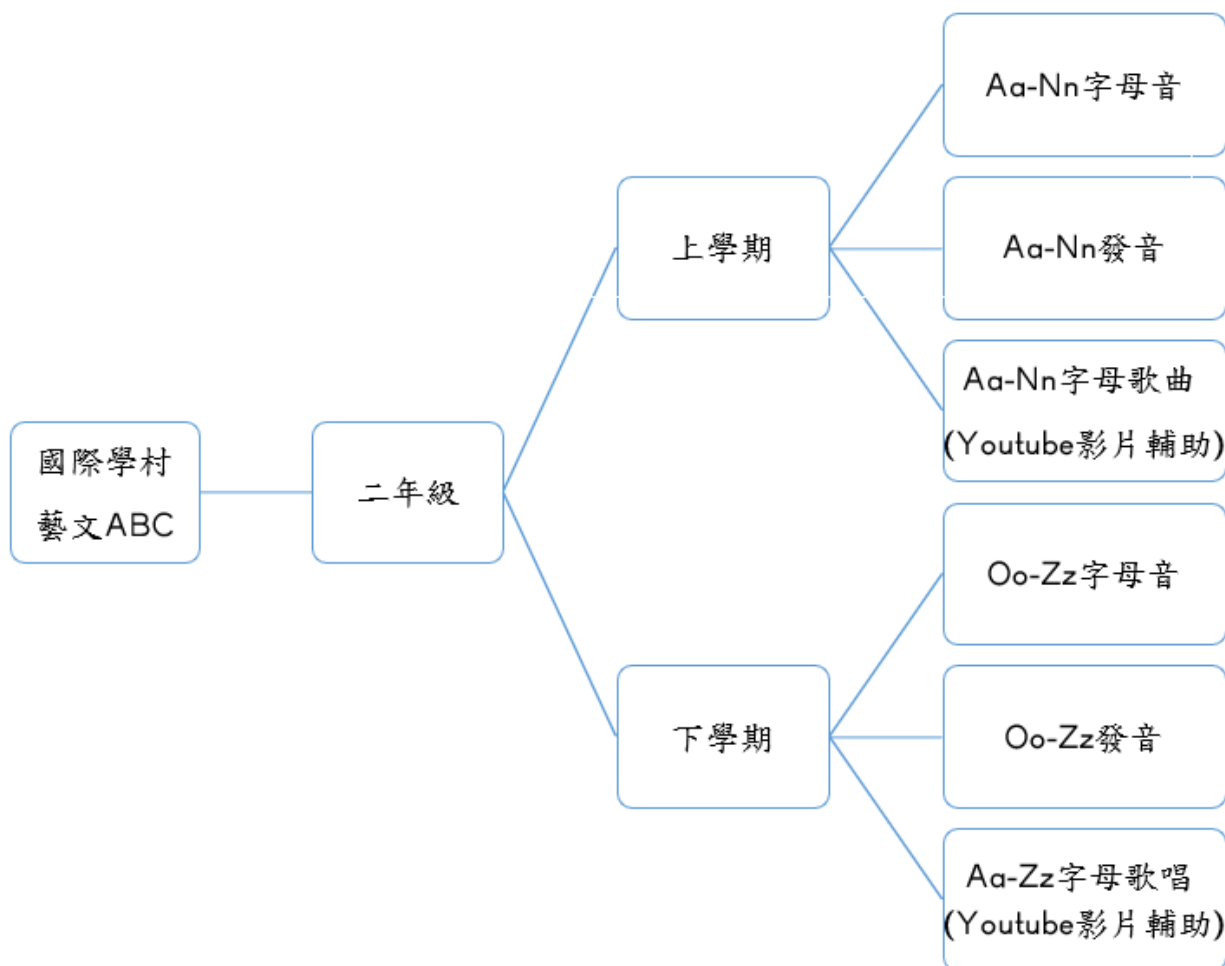 國際學村
藝文ABC
二年級
上學期
Aa-Nn字母音
Aa-Nn發音
Aa-Nn字母歌曲
(Youtube影片輔助)
下學期
Oo-Zz字母音
Oo-Zz發音
Aa-Zz字母歌唱
(Youtube影片輔助)